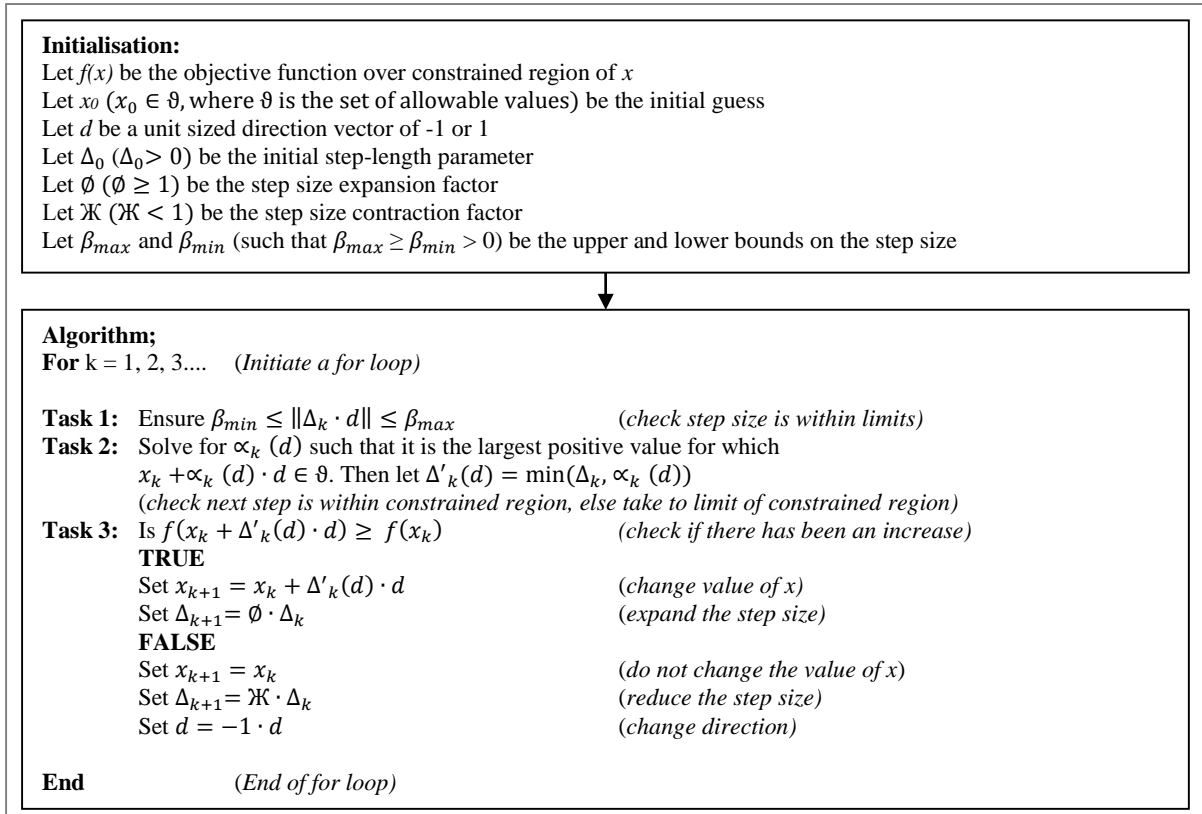 Initialisation:
Let f(x) be the objective function over constrained region of x
Let x₀ (x₀ ∈ ϑ, where ϑ is the set of allowable values) be the initial guess
Let d be a unit sized direction vector of -1 or 1
Let Δ₀ (Δ₀> 0) be the initial step-length parameter
Let ∅ (∅ ≥ 1) be the step size expansion factor
Let Ж (Ж < 1) be the step size contraction factor
Let βₘₐₓ and βₘᵢₙ (such that βₘₐₓ ≥ βₘᵢₙ > 0) be the upper and lower bounds on the step size
Algorithm;
For k = 1, 2, 3.... (Initiate a for loop)
Task 1: Ensure βₘᵢₙ ≤ ‖Δₖ · d‖ ≤ βₘₐₓ (check step size is within limits)
Task 2: Solve for ∝ₖ (d) such that it is the largest positive value for which
xₖ +∝ₖ (d) · d ∈ ϑ. Then let Δ′ₖ(d) = min(Δₖ, ∝ₖ (d))
(check next step is within constrained region, else take to limit of constrained region)
Task 3: Is f(xₖ + Δ′ₖ(d) · d) ≥ f(xₖ) (check if there has been an increase)
TRUE
Set xₖ₊₁ = xₖ + Δ′ₖ(d) · d (change value of x)
Set Δₖ₊₁= ∅ · Δₖ (expand the step size)
FALSE
Set xₖ₊₁ = xₖ (do not change the value of x)
Set Δₖ₊₁= Ж · Δₖ (reduce the step size)
Set d = −1 · d (change direction)
End (End of for loop)